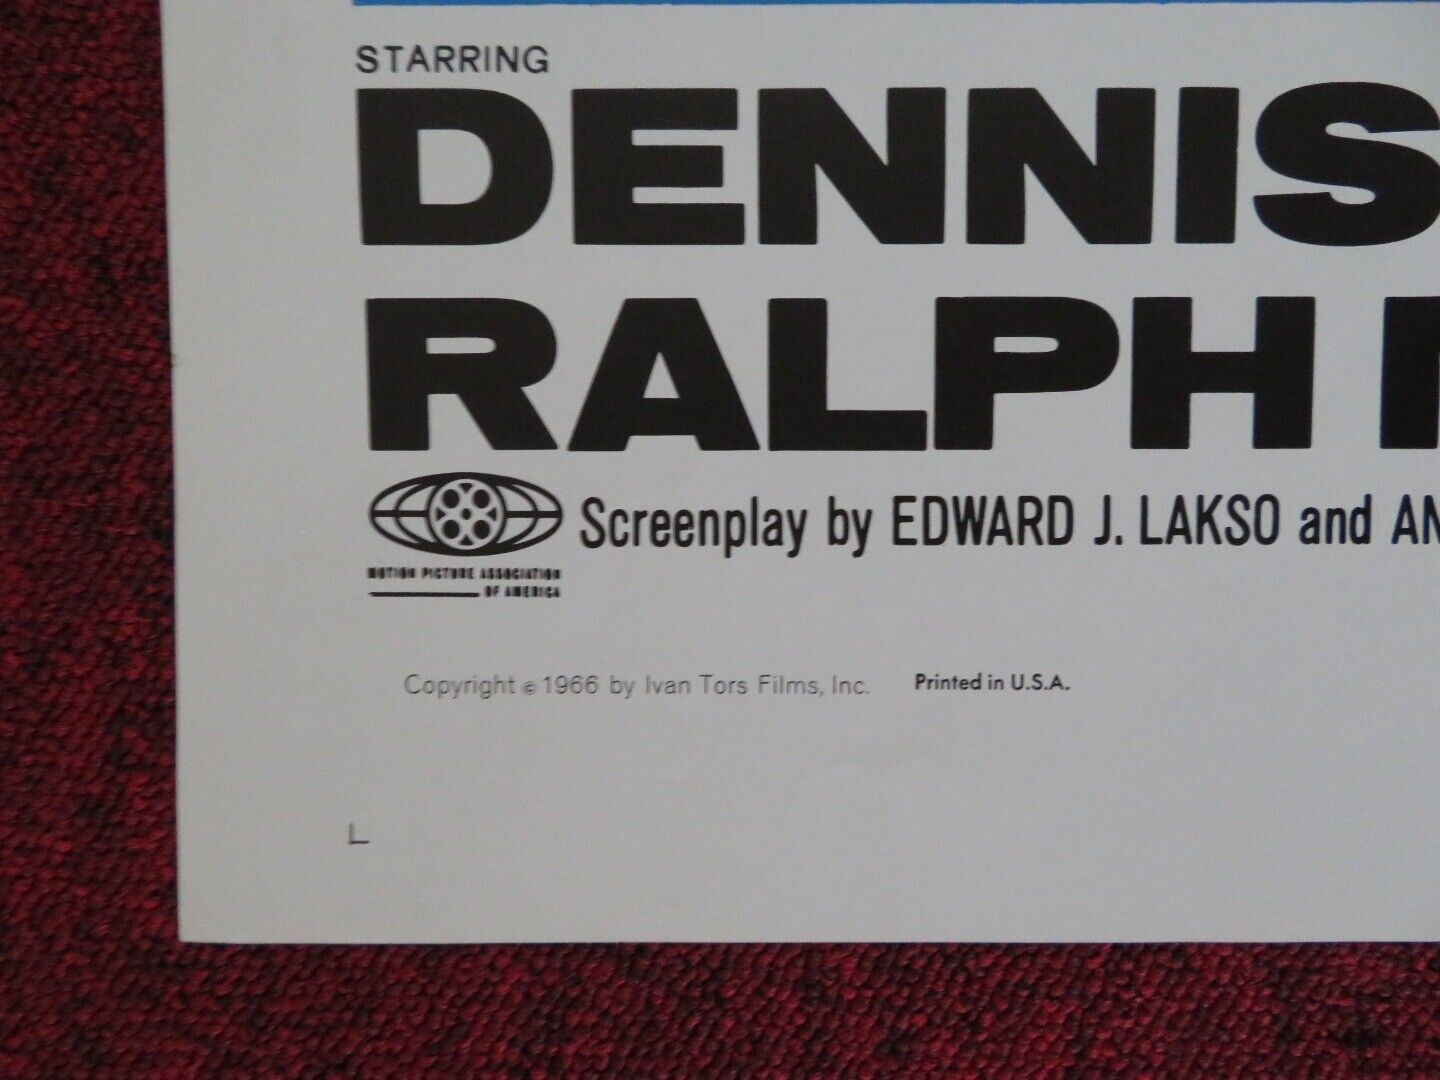 STARRING
DENNIS
RALPH
Screenplay by EDWARD J. LAKSO and AN
MOTION PICTURE ASSOCIATION
OF AMERICA
Copyright © 1966 by Ivan Tors Films, Inc. Printed in U.S.A.